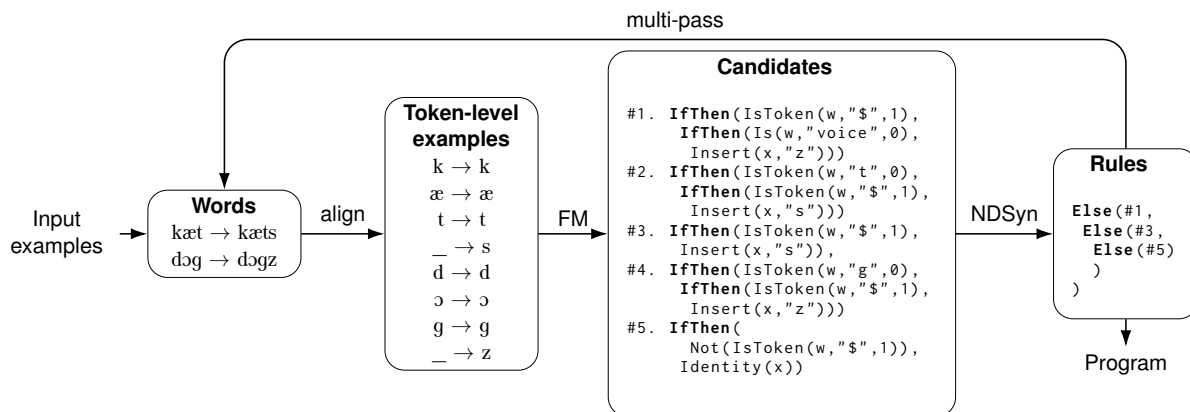 multi-pass
Input
examples
Words
kæt → kæts
dɔg → dɔgz
align
Token-level
examples
k → k
æ → æ
t → t
_ → s
d → d
ɔ → ɔ
g → g
_ → z
FM
Candidates
#1. IfThen(IsToken(w,"$",1),
IfThen(Is(w,"voice",0),
Insert(x,"z")))
#2. IfThen(IsToken(w,"t",0),
IfThen(IsToken(w,"$",1),
Insert(x,"s")))
#3. IfThen(IsToken(w,"$",1),
Insert(x,"s")),
#4. IfThen(IsToken(w,"g",0),
IfThen(IsToken(w,"$",1),
Insert(x,"z")))
#5. IfThen(
Not(IsToken(w,"$",1)),
Identity(x))
NDSyn
Rules
Else(#1,
Else(#3,
Else(#5)
)
)
Program